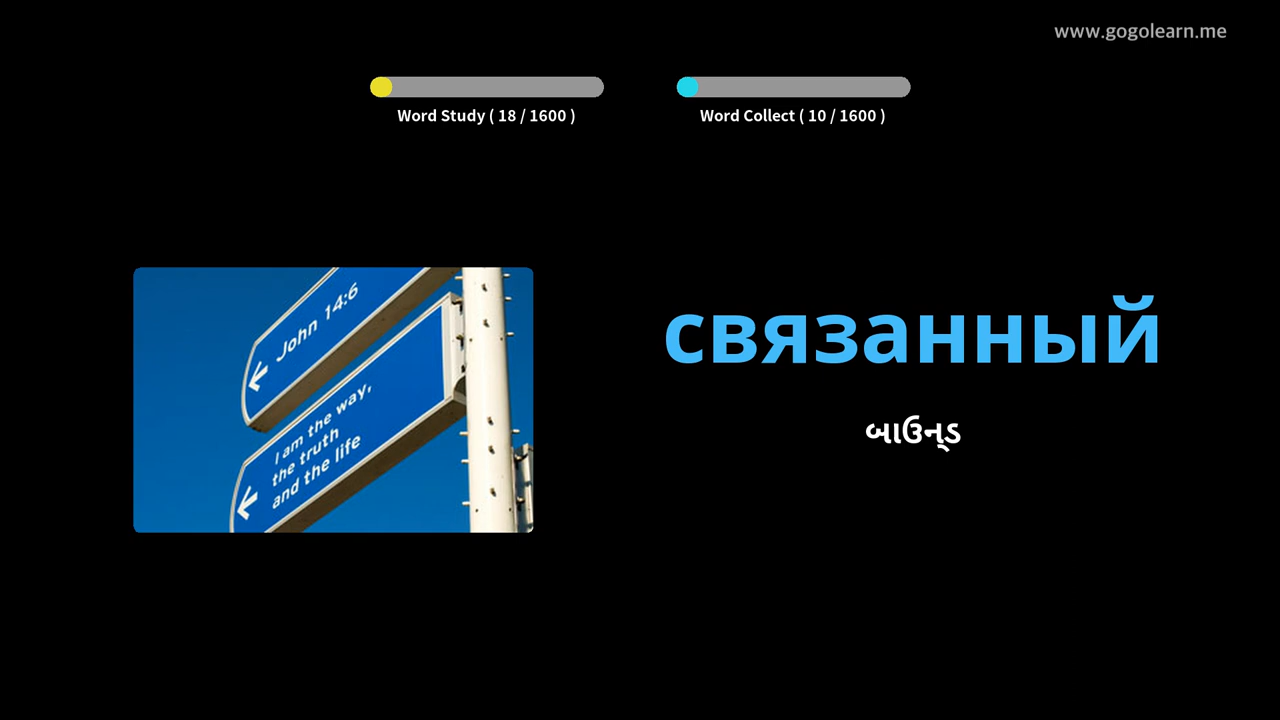 www.gogolearn.me
Word Study ( 18 / 1600 )
Word Collect ( 10 / 1600 )
John 14:6
I am the way,
the truth
and the life
связанный
બાઉન્ડ